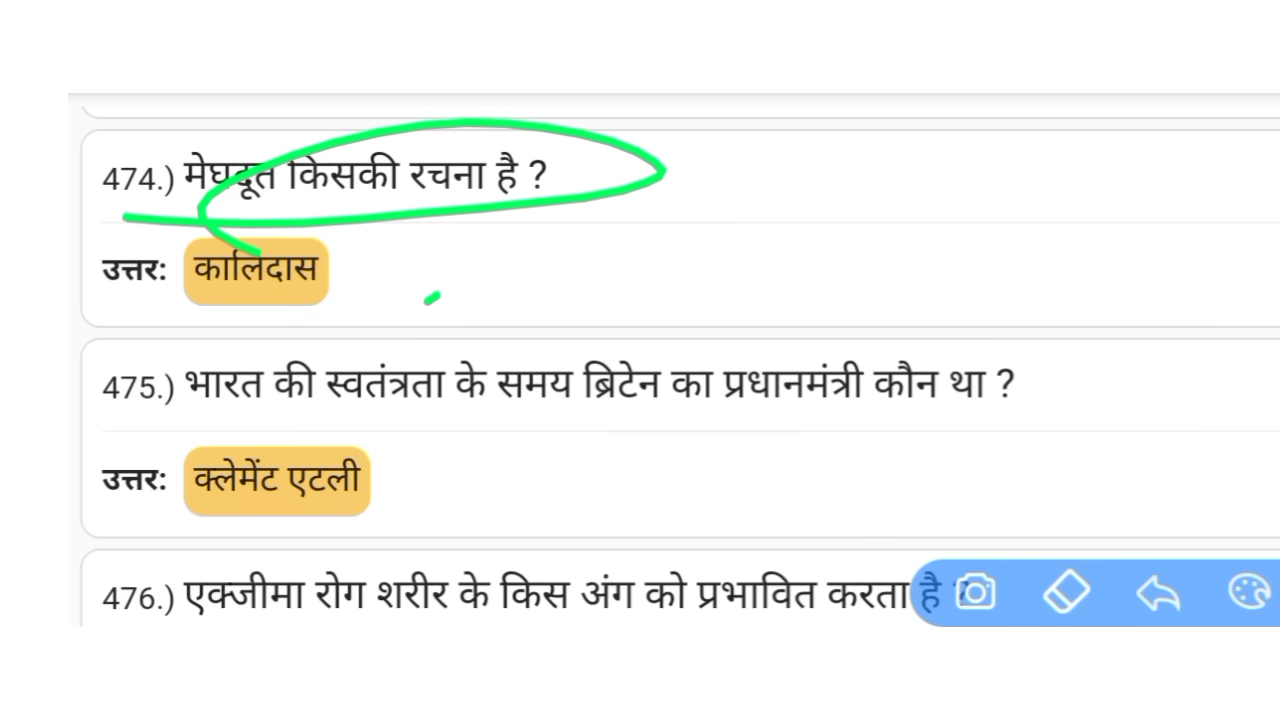 474.) मेघदूत किसकी रचना है ?
उत्तर: कालिदास
475.) भारत की स्वतंत्रता के समय ब्रिटेन का प्रधानमंत्री कौन था ?
उत्तर: क्लेमेंट एटली
476.) एक्जीमा रोग शरीर के किस अंग को प्रभावित करता है ?